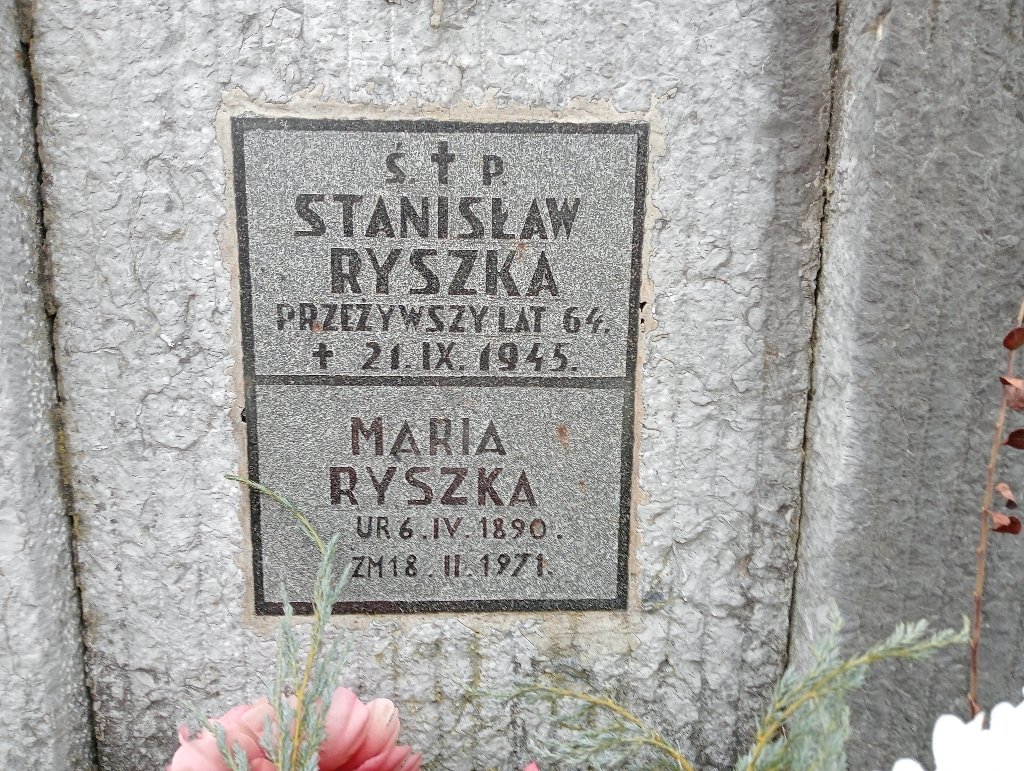 Ś. † P.
STANISŁAW
RYSZKA
PRZEŻYWSZY LAT 64.
† 21. IX. 1945.
MARIA
RYSZKA
UR 6. IV. 1890.
ZM 18. II. 1971.